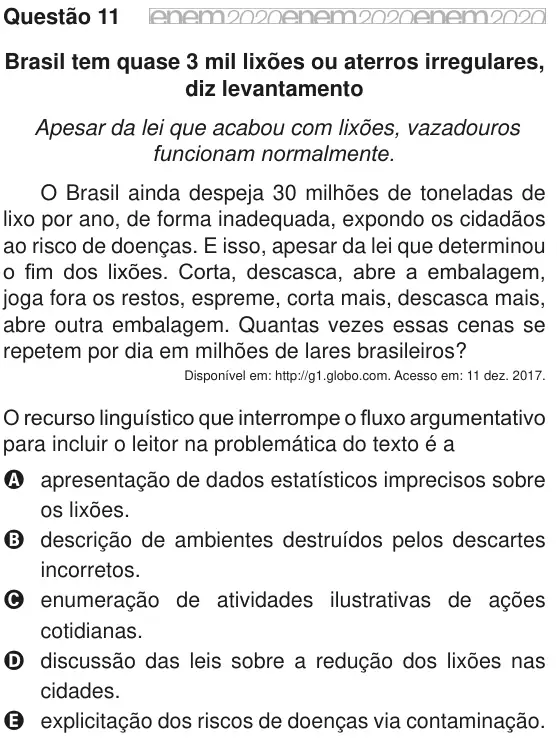 Questão 11 enem2020enem2020enem2020
Brasil tem quase 3 mil lixões ou aterros irregulares,
diz levantamento
Apesar da lei que acabou com lixões, vazadouros
funcionam normalmente.
O Brasil ainda despeja 30 milhões de toneladas de
lixo por ano, de forma inadequada, expondo os cidadãos
ao risco de doenças. E isso, apesar da lei que determinou
o fim dos lixões. Corta, descasca, abre a embalagem,
joga fora os restos, espreme, corta mais, descasca mais,
abre outra embalagem. Quantas vezes essas cenas se
repetem por dia em milhões de lares brasileiros?
Disponível em: http://g1.globo.com. Acesso em: 11 dez. 2017.
O recurso linguístico que interrompe o fluxo argumentativo
para incluir o leitor na problemática do texto é a
A apresentação de dados estatísticos imprecisos sobre
os lixões.
B descrição de ambientes destruídos pelos descartes
incorretos.
C enumeração de atividades ilustrativas de ações
cotidianas.
D discussão das leis sobre a redução dos lixões nas
cidades.
E explicitação dos riscos de doenças via contaminação.